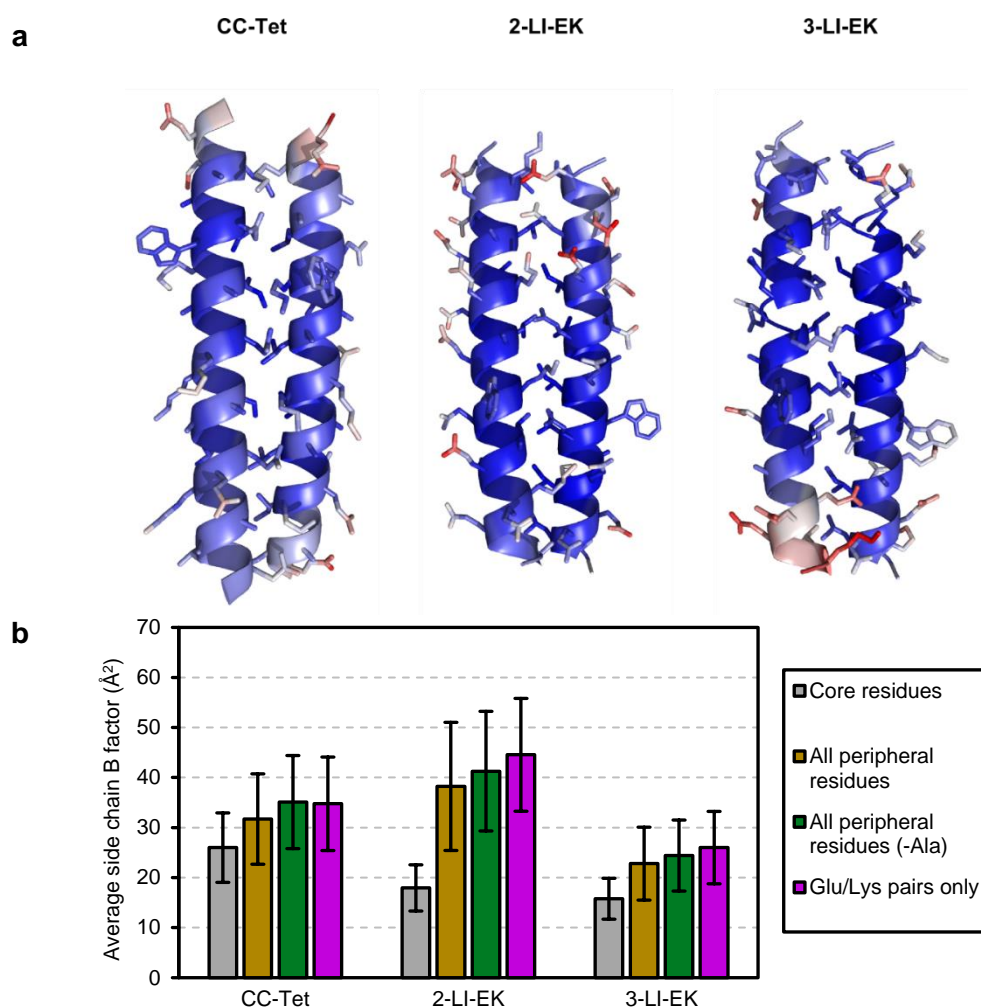 a
CC-Tet 2-LI-EK 3-LI-EK
b
Average side chain B factor (Å²)
70
60
50
40
30
20
10
0
CC-Tet 2-LI-EK 3-LI-EK
Core residues
All peripheral
residues
All peripheral
residues (-Ala)
Glu/Lys pairs only